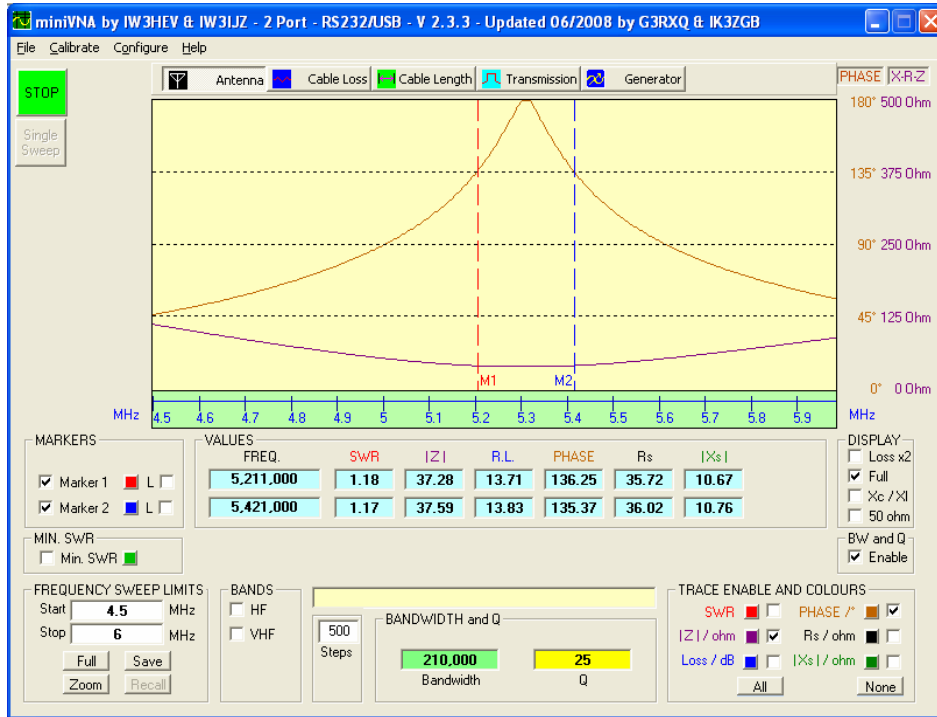 miniVNA by IW3HEV & IW3IJZ - 2 Port - RS232/USB - V 2.3.3 - Updated 06/2008 by G3RXQ & IK3ZGB
File Calibrate Configure Help
STOP
Single Sweep
Antenna Cable Loss Cable Length Transmission Generator
PHASE X-R-Z
180° 500 Ohm
135° 375 Ohm
90° 250 Ohm
45° 125 Ohm
M1 M2
0° 0 Ohm
MHz 4.5 4.6 4.7 4.8 4.9 5 5.1 5.2 5.3 5.4 5.5 5.6 5.7 5.8 5.9 MHz
MARKERS
Marker 1 L
Marker 2 L
VALUES
FREQ. SWR |Z| R.L. PHASE Rs |Xs|
5,211,000 1.18 37.28 13.71 136.25 35.72 10.67
5,421,000 1.17 37.59 13.83 135.37 36.02 10.76
DISPLAY
Loss x2
Full
Xc / Xl
50 ohm
MIN. SWR
Min. SWR
BW and Q
Enable
FREQUENCY SWEEP LIMITS
Start 4.5 MHz
Stop 6 MHz
Full Save
Zoom Recall
BANDS
HF
VHF
500
Steps
BANDWIDTH and Q
210,000 25
Bandwidth Q
TRACE ENABLE AND COLOURS
SWR PHASE /°
|Z| / ohm Rs / ohm
Loss / dB |Xs| / ohm
All None